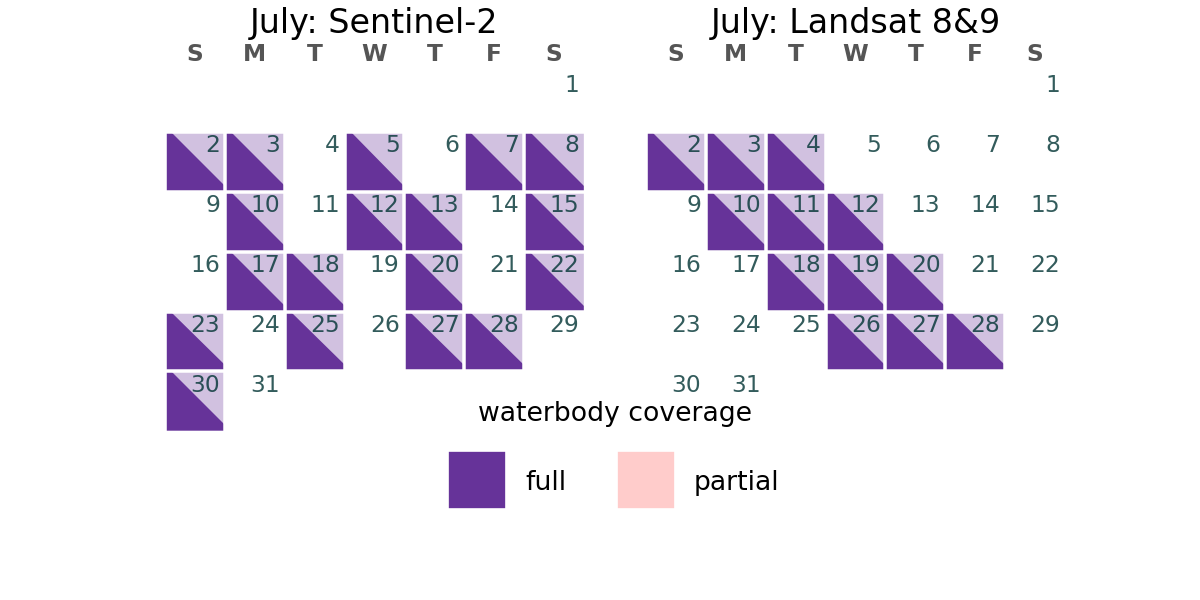 July: Sentinel-2
S M T W T F S
1
2 3 4 5 6 7 8
9 10 11 12 13 14 15
16 17 18 19 20 21 22
23 24 25 26 27 28 29
30 31
July: Landsat 8&9
S M T W T F S
1
2 3 4 5 6 7 8
9 10 11 12 13 14 15
16 17 18 19 20 21 22
23 24 25 26 27 28 29
30 31
waterbody coverage
full partial